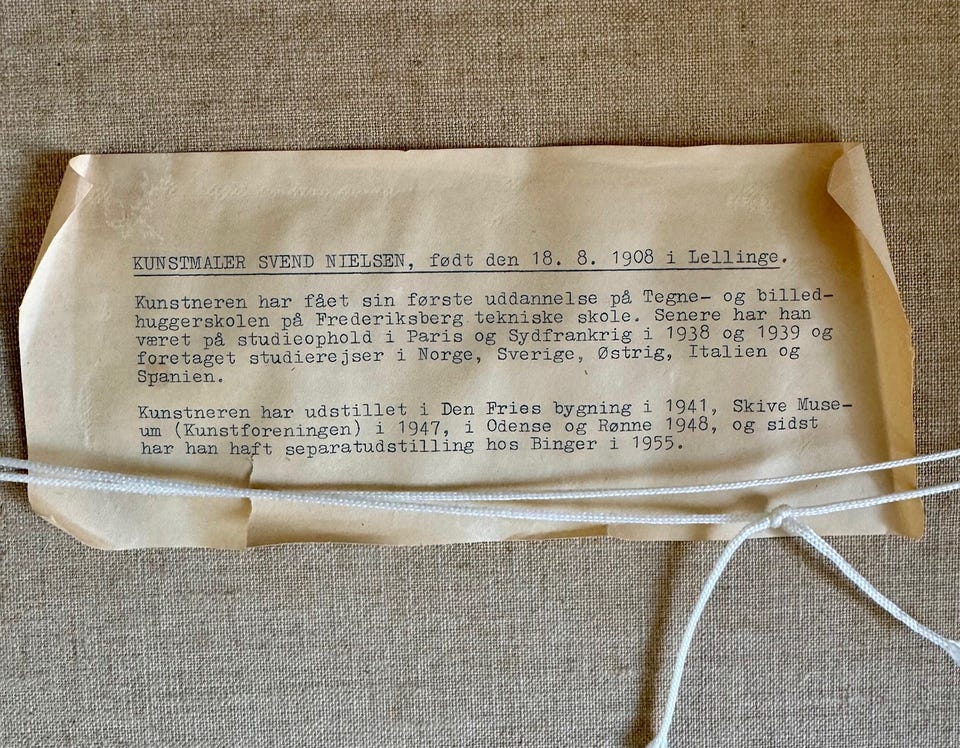 KUNSTMALER SVEND NIELSEN, født den 18. 8. 1908 i Lellinge.
Kunstneren har fået sin første uddannelse på Tegne- og billed-
huggerskolen på Frederiksberg tekniske skole. Senere har han
været på studieophold i Paris og Sydfrankrig i 1938 og 1939 og
foretaget studierejser i Norge, Sverige, Østrig, Italien og
Spanien.
Kunstneren har udstillet i Den Fries bygning i 1941, Skive Muse-
um (Kunstforeningen) i 1947, i Odense og Rønne 1948, og sidst
har han haft separatudstilling hos Binger i 1955.